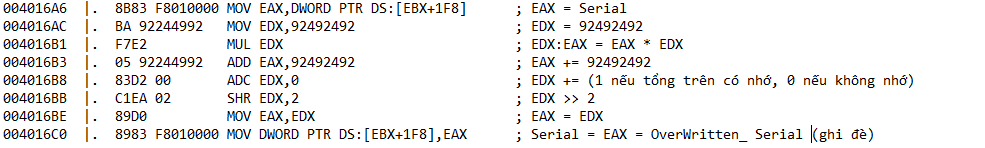 004016A6 |. 8B83 F8010000 MOV EAX,DWORD PTR DS:[EBX+1F8] ; EAX = Serial
004016AC |. BA 92244992 MOV EDX,92492492 ; EDX = 92492492
004016B1 |. F7E2 MUL EDX ; EDX:EAX = EAX * EDX
004016B3 |. 05 92244992 ADD EAX,92492492 ; EAX += 92492492
004016B8 |. 83D2 00 ADC EDX,0 ; EDX += (1 nếu tổng trên có nhớ, 0 nếu không nhớ)
004016BB |. C1EA 02 SHR EDX,2 ; EDX >> 2
004016BE |. 89D0 MOV EAX,EDX ; EAX = EDX
004016C0 |. 8983 F8010000 MOV DWORD PTR DS:[EBX+1F8],EAX ; Serial = EAX = OverWritten_ Serial (ghi đè)